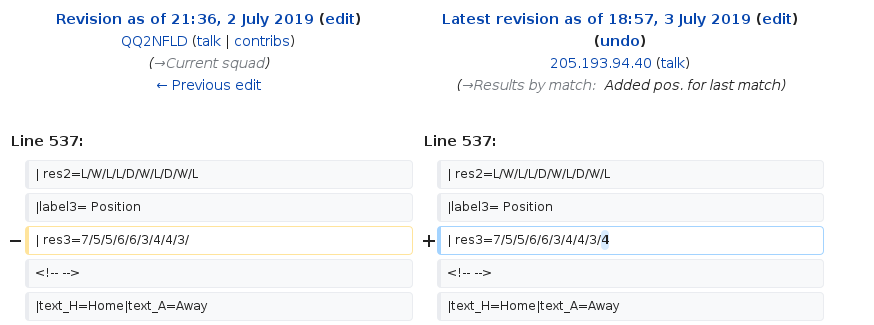 Revision as of 21:36, 2 July 2019 (edit)
QQ2NFLD (talk | contribs)
(→Current squad)
← Previous edit
Latest revision as of 18:57, 3 July 2019 (edit)
(undo)
205.193.94.40 (talk)
(→Results by match: Added pos. for last match)
Line 537:
Line 537:
| res2=L/W/L/L/D/W/L/D/W/L
| res2=L/W/L/L/D/W/L/D/W/L
|label3= Position
|label3= Position
− | res3=7/5/5/6/6/3/4/4/3/
+ | res3=7/5/5/6/6/3/4/4/3/4
<!-- -->
<!-- -->
|text_H=Home|text_A=Away
|text_H=Home|text_A=Away